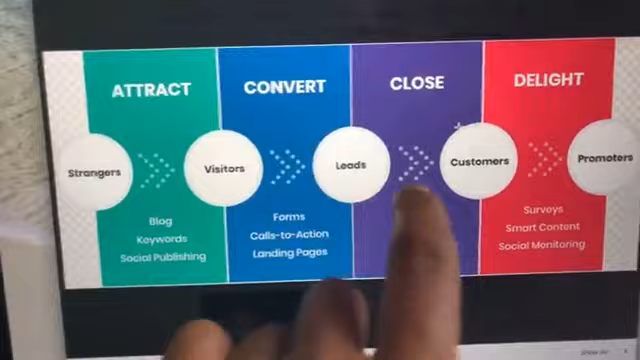 ATTRACT
CONVERT
CLOSE
DELIGHT
Strangers
Visitors
Leads
Customers
Promoters
Blog
Keywords
Social Publishing
Forms
Calls-to-Action
Landing Pages
Surveys
Smart Content
Social Monitoring